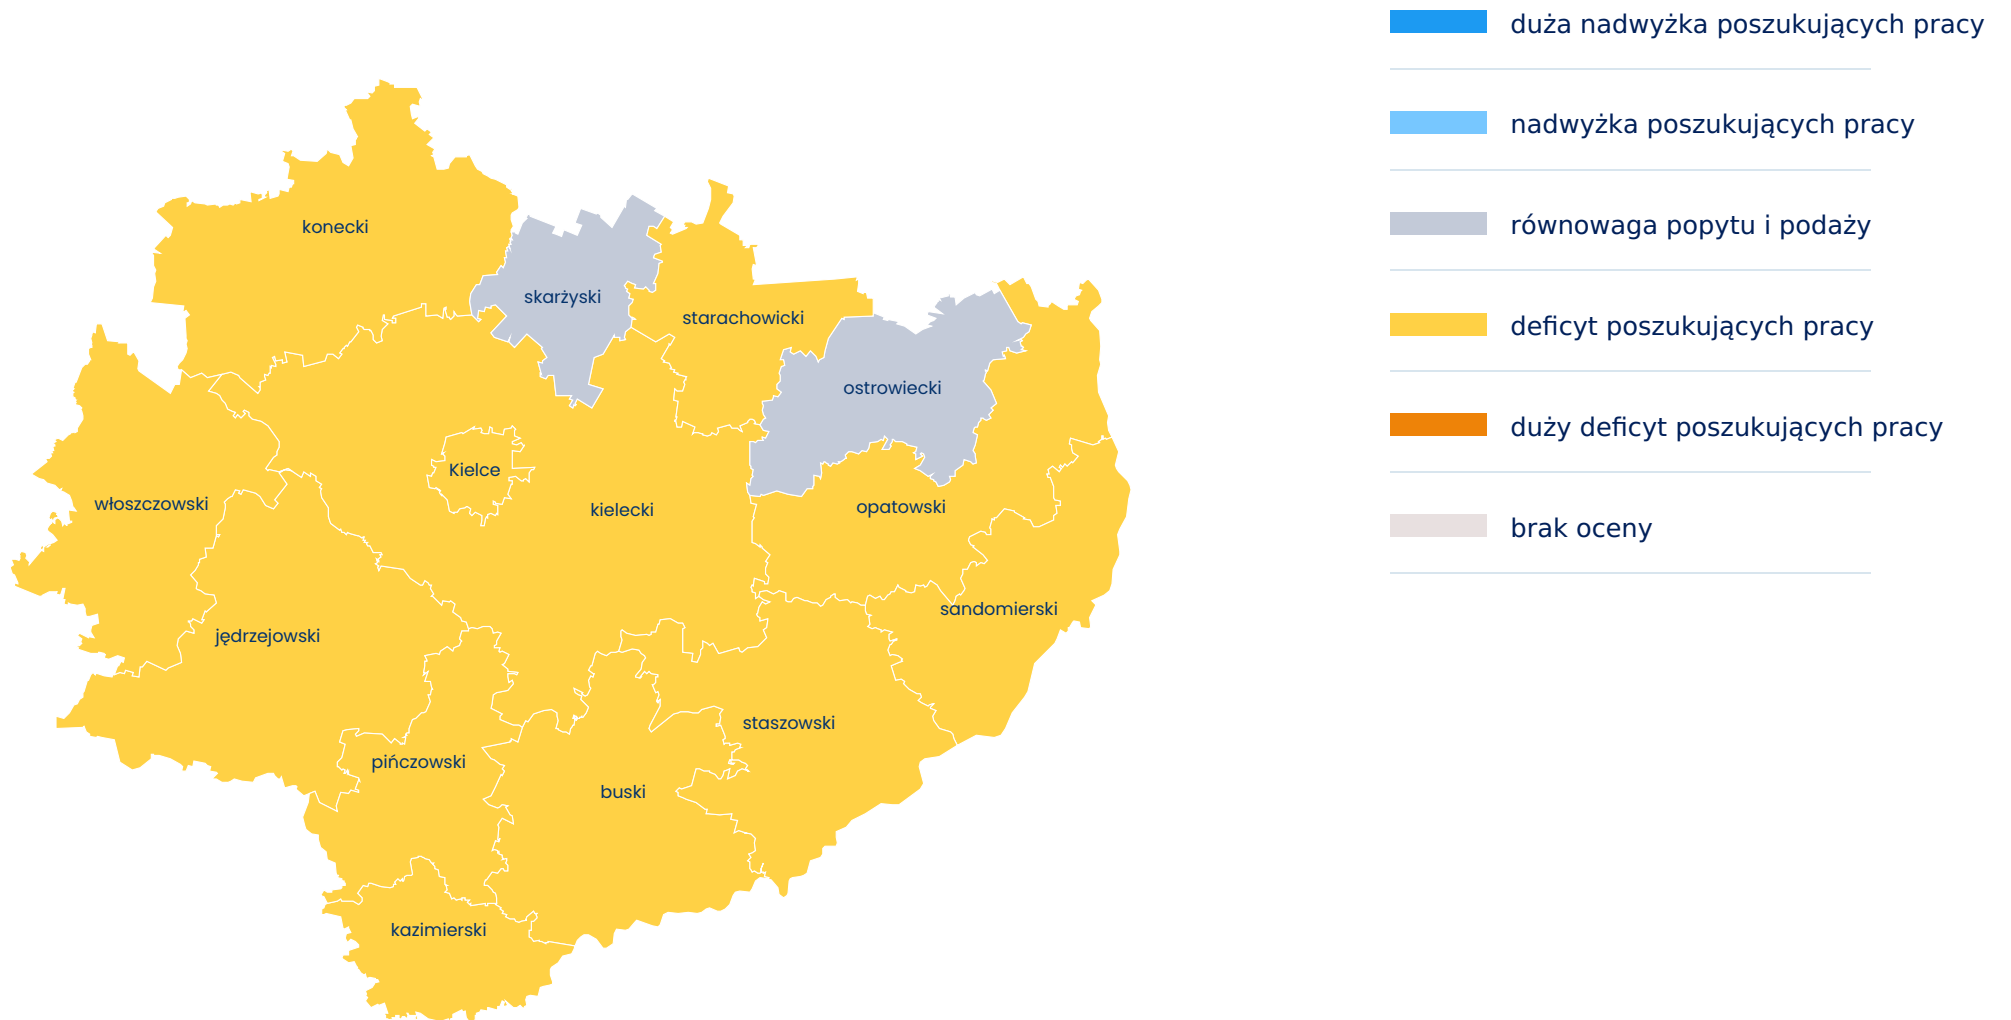 duża nadwyżka poszukujących pracy
nadwyżka poszukujących pracy
równowaga popytu i podaży
deficyt poszukujących pracy
duży deficyt poszukujących pracy
brak oceny
konecki
skarżyski
starachowicki
ostrowiecki
Kielce
włoszczowski
kielecki
opatowski
sandomierski
jędrzejowski
staszowski
pińczowski
buski
kazimierski